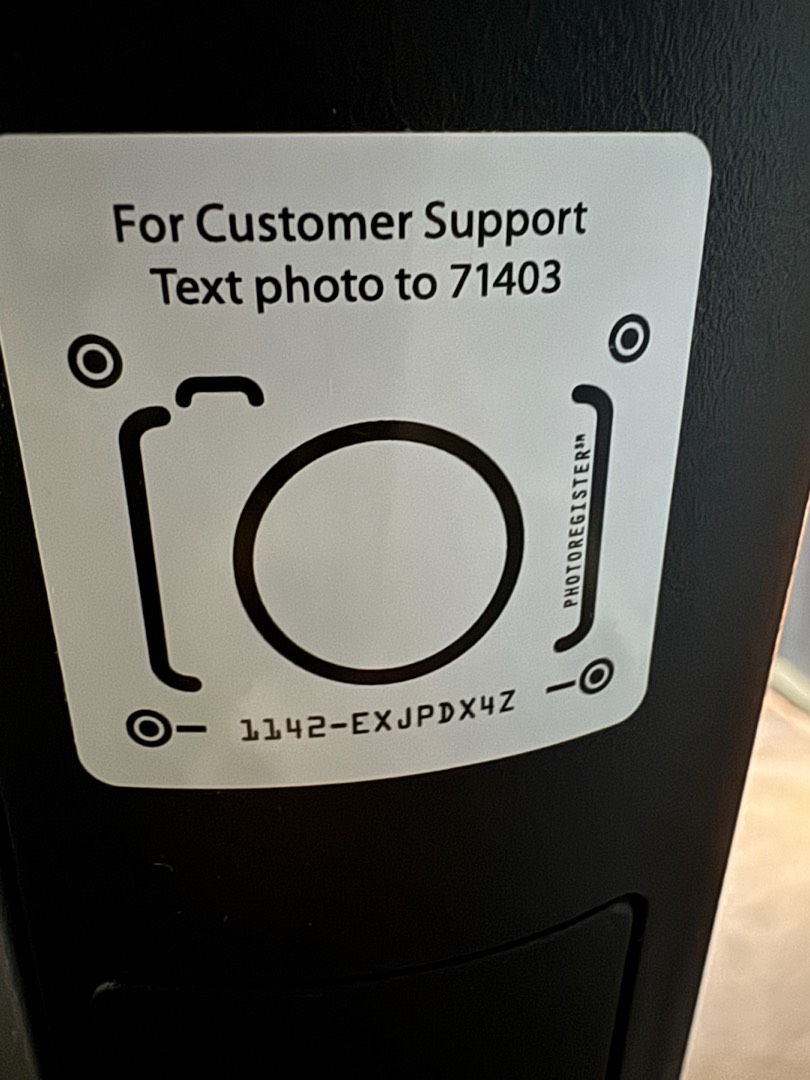 For Customer Support
Text photo to 71403
PHOTOREGISTER℠
1142-EXJPDX4Z